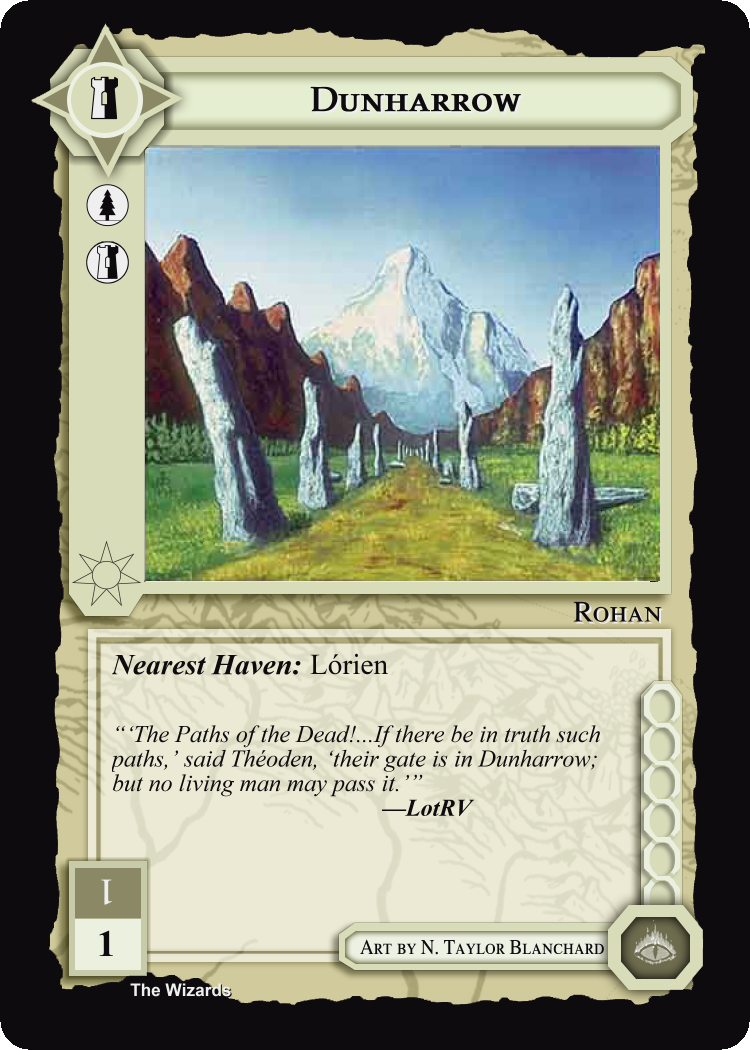 Dunharrow
Rohan
Nearest Haven: Lórien
“‘The Paths of the Dead!...If there be in truth such
paths,’ said Théoden, ‘their gate is in Dunharrow;
but no living man may pass it.’”
—LotRV
1
1
Art by N. Taylor Blanchard
The Wizards